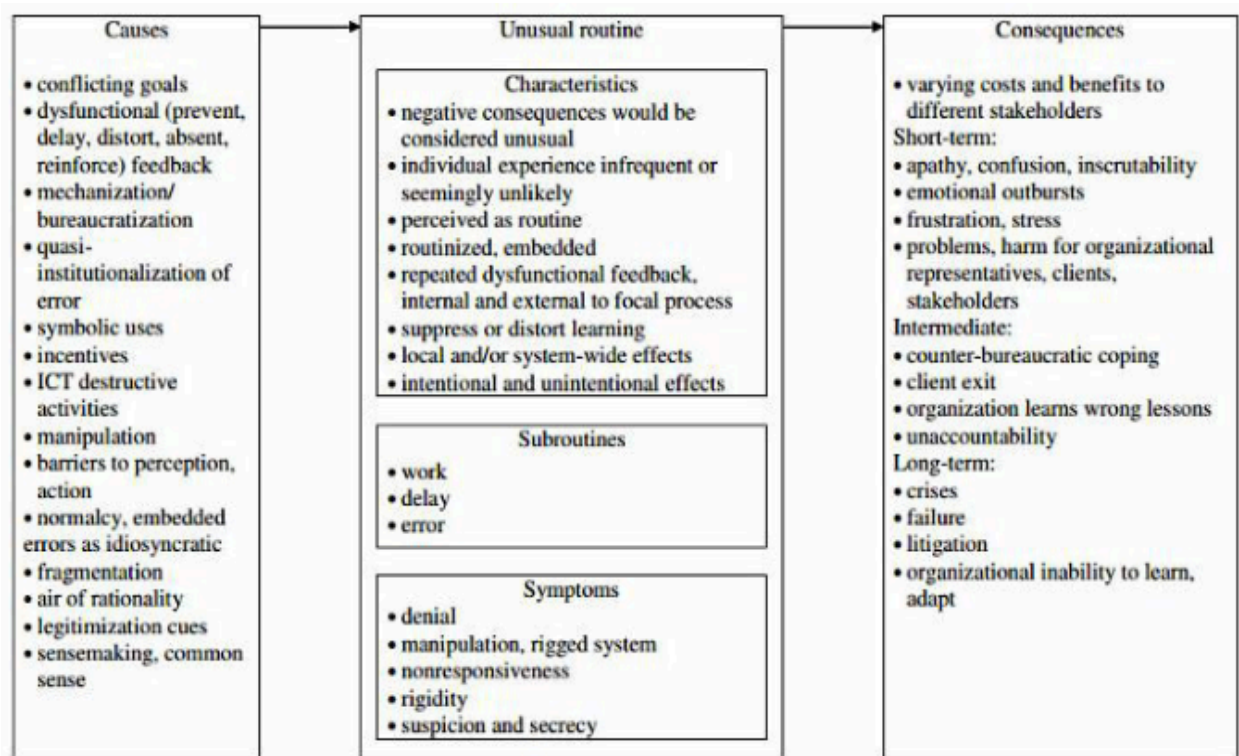 Causes
• conflicting goals
• dysfunctional (prevent,
delay, distort, absent,
reinforce) feedback
• mechanization/
bureaucratization
• quasi-
institutionalization of
error
• symbolic uses
• incentives
• ICT destructive
activities
• manipulation
• barriers to perception,
action
• normalcy, embedded
errors as idiosyncratic
• fragmentation
• air of rationality
• legitimization cues
• sensemaking, common
sense
Unusual routine
Characteristics
• negative consequences would be
considered unusual
• individual experience infrequent or
seemingly unlikely
• perceived as routine
• routinized, embedded
• repeated dysfunctional feedback,
internal and external to focal process
• suppress or distort learning
• local and/or system-wide effects
• intentional and unintentional effects
Subroutines
• work
• delay
• error
Symptoms
• denial
• manipulation, rigged system
• nonresponsiveness
• rigidity
• suspicion and secrecy
Consequences
• varying costs and benefits to
different stakeholders
Short-term:
• apathy, confusion, inscrutability
• emotional outbursts
• frustration, stress
• problems, harm for organizational
representatives, clients,
stakeholders
Intermediate:
• counter-bureaucratic coping
• client exit
• organization learns wrong lessons
• unaccountability
Long-term:
• crises
• failure
• litigation
• organizational inability to learn,
adapt